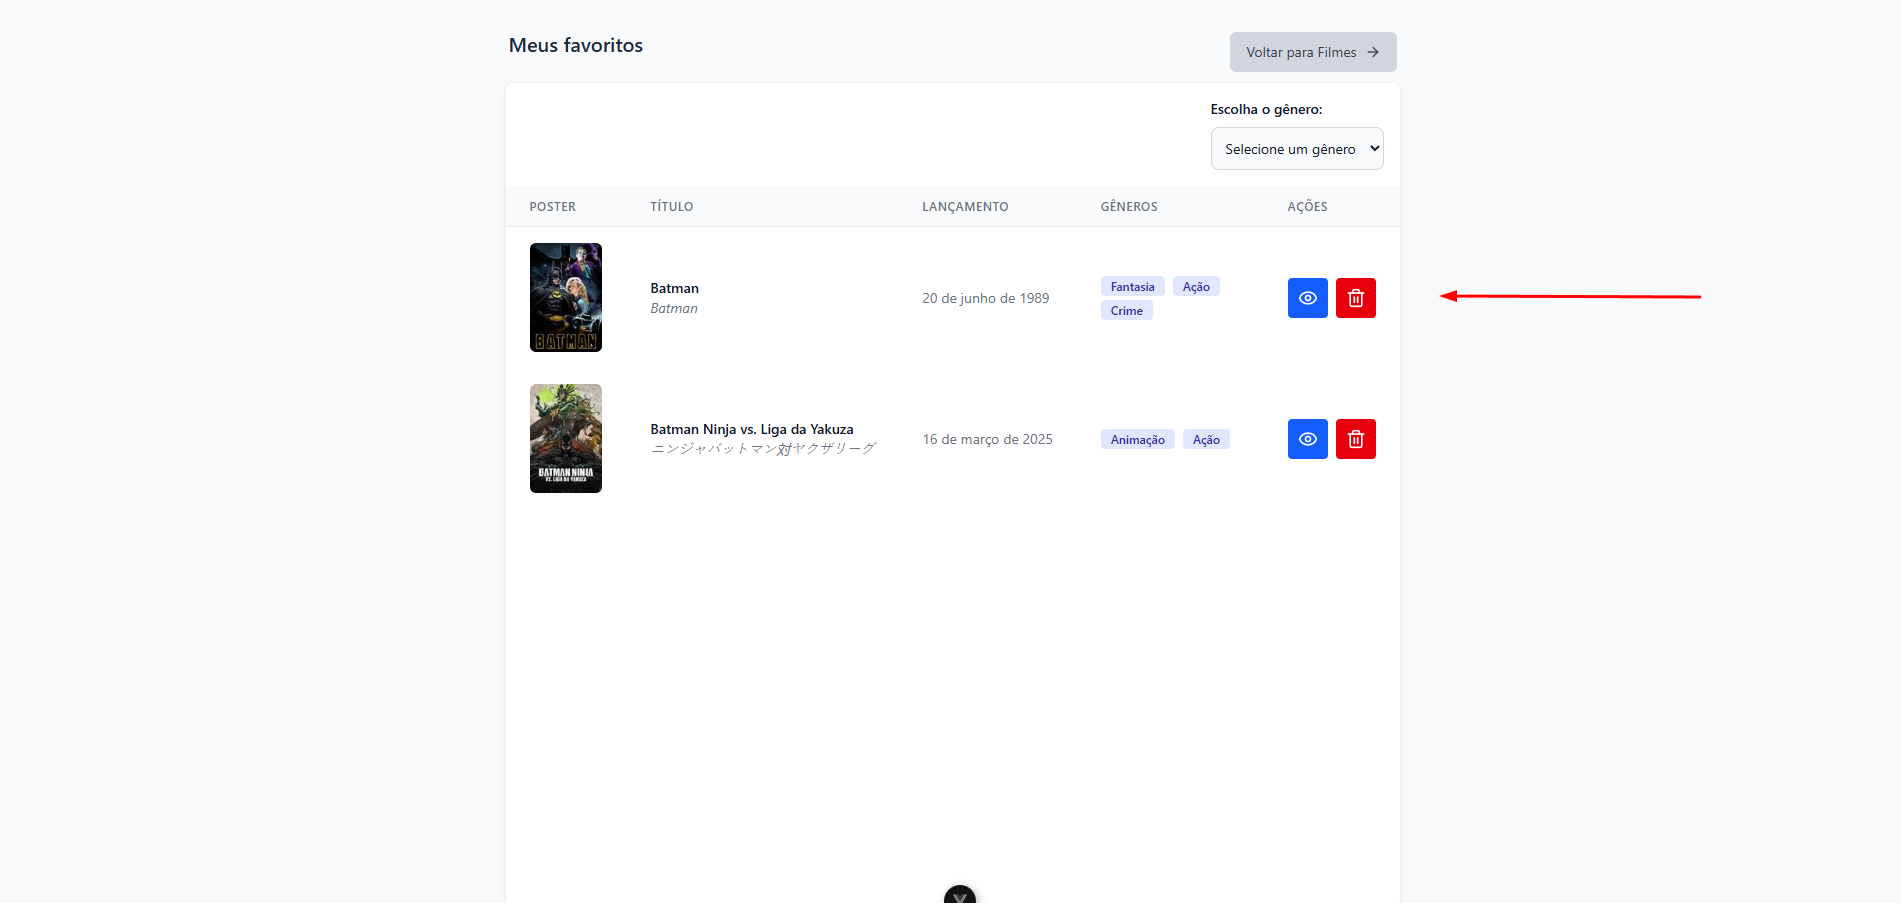 Meus favoritos
Voltar para Filmes
Escolha o gênero:
Selecione um gênero
POSTER TÍTULO LANÇAMENTO GÊNEROS AÇÕES
BATMAN
Batman
Batman
20 de junho de 1989
Fantasia Ação
Crime
BATMAN NINJA
VS. LIGA DA YAKUZA
Batman Ninja vs. Liga da Yakuza
ニンジャバットマン対ヤクザリーグ
16 de março de 2025
Animação Ação